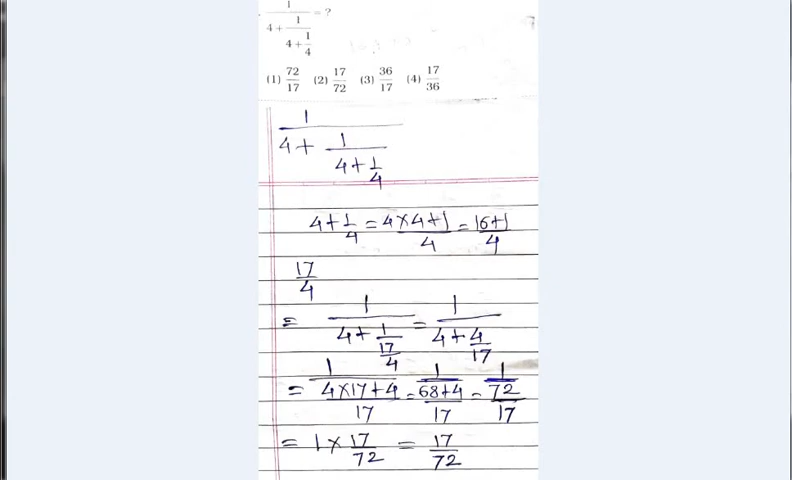 1/(4+1/(4+1/4)) = ?
(1) 72/17 (2) 17/72 (3) 36/17 (4) 17/36
1/(4+1/(4+1/4))
4+1/4 = (4×4+1)/4 = (16+1)/4
17/4
= 1/(4+1/(17/4)) = 1/(4+4/17)
= 1/((4×17+4)/17) = 1/((68+4)/17) = 1/(72/17)
= 1×17/72 = 17/72